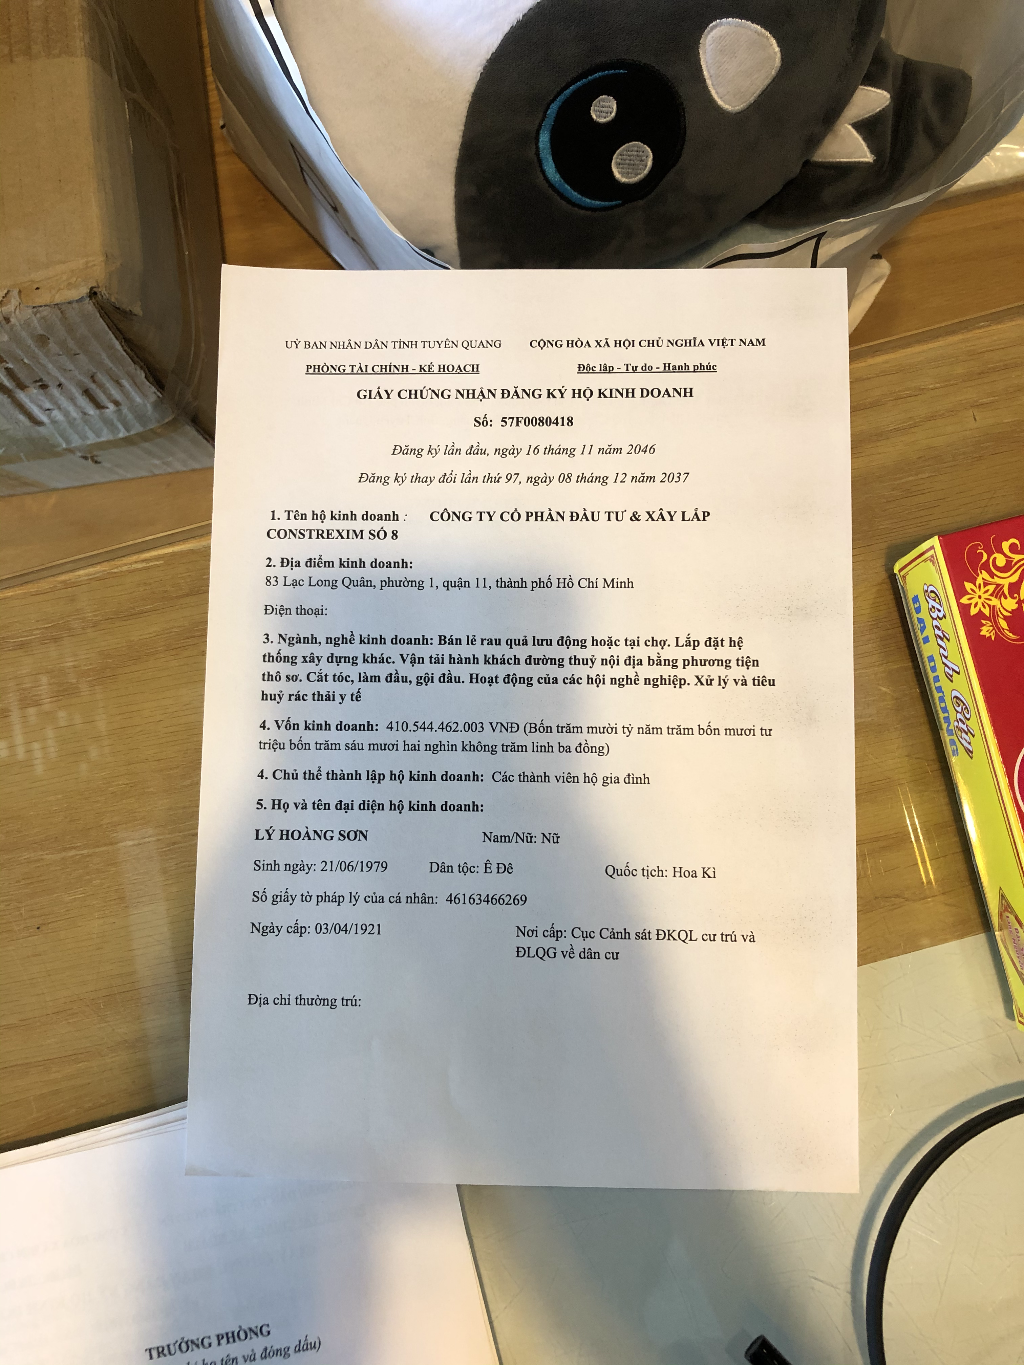 UỶ BAN NHÂN DÂN TỈNH TUYÊN QUANG
CỘNG HÒA XÃ HỘI CHỦ NGHĨA VIỆT NAM
PHÒNG TÀI CHÍNH - KẾ HOẠCH
Độc lập - Tự do - Hạnh phúc
GIẤY CHỨNG NHẬN ĐĂNG KÝ HỘ KINH DOANH
Số: 57F0080418
Đăng ký lần đầu, ngày 16 tháng 11 năm 2046
Đăng ký thay đổi lần thứ 97, ngày 08 tháng 12 năm 2037
1. Tên hộ kinh doanh : CÔNG TY CỔ PHẦN ĐẦU TƯ & XÂY LẮP
CONSTREXIM SỐ 8
2. Địa điểm kinh doanh:
83 Lạc Long Quân, phường 1, quận 11, thành phố Hồ Chí Minh
Điện thoại:
3. Ngành, nghề kinh doanh: Bán lẻ rau quả lưu động hoặc tại chợ. Lắp đặt hệ
thống xây dựng khác. Vận tải hành khách đường thuỷ nội địa bằng phương tiện
thô sơ. Cắt tóc, làm đầu, gội đầu. Hoạt động của các hội nghề nghiệp. Xử lý và tiêu
huỷ rác thải y tế
4. Vốn kinh doanh: 410.544.462.003 VNĐ (Bốn trăm mười tỷ năm trăm bốn mươi tư
triệu bốn trăm sáu mươi hai nghìn không trăm linh ba đồng)
4. Chủ thể thành lập hộ kinh doanh: Các thành viên hộ gia đình
5. Họ và tên đại diện hộ kinh doanh:
LÝ HOÀNG SƠN
Nam/Nữ: Nữ
Sinh ngày: 21/06/1979
Dân tộc: Ê Đê
Quốc tịch: Hoa Kì
Số giấy tờ pháp lý của cá nhân: 46163466269
Ngày cấp: 03/04/1921
Nơi cấp: Cục Cảnh sát ĐKQL cư trú và
ĐLQG về dân cư
Địa chỉ thường trú:
Bánh Gậy
ĐẠI DƯƠNG
TRƯỞNG PHÒNG
họ tên và đóng dấu)